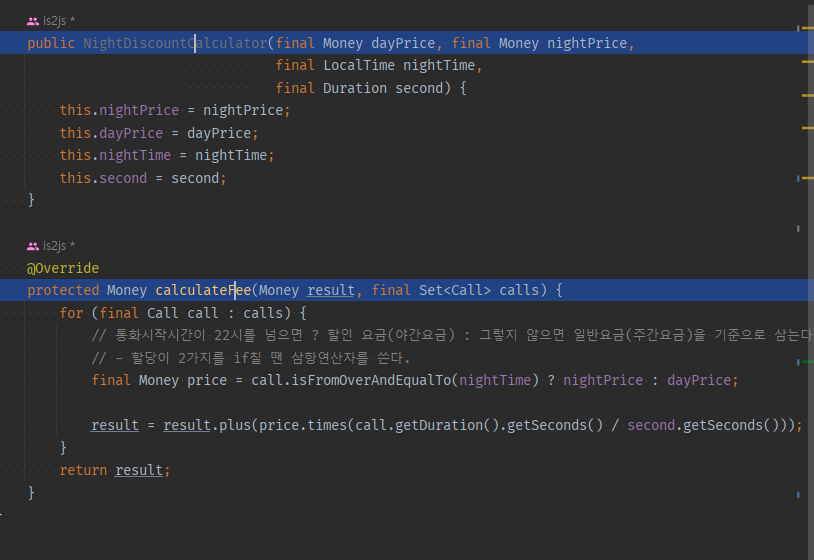 is2js *
public NightDiscountCalculator(final Money dayPrice, final Money nightPrice,
final LocalTime nightTime,
final Duration second) {
this.nightPrice = nightPrice;
this.dayPrice = dayPrice;
this.nightTime = nightTime;
this.second = second;
}
is2js *
@Override
protected Money calculateFee(Money result, final Set<Call> calls) {
for (final Call call : calls) {
// 통화시작시간이 22시를 넘으면 ? 할인 요금(야간요금) : 그렇지 않으면 일반요금(주간요금)을 기준으로 삼는다
// - 할당이 2가지를 if칠 땐 삼항연산자를 쓴다.
final Money price = call.isFromOverAndEqualTo(nightTime) ? nightPrice : dayPrice;
result = result.plus(price.times(call.getDuration().getSeconds() / second.getSeconds()));
}
return result;
}